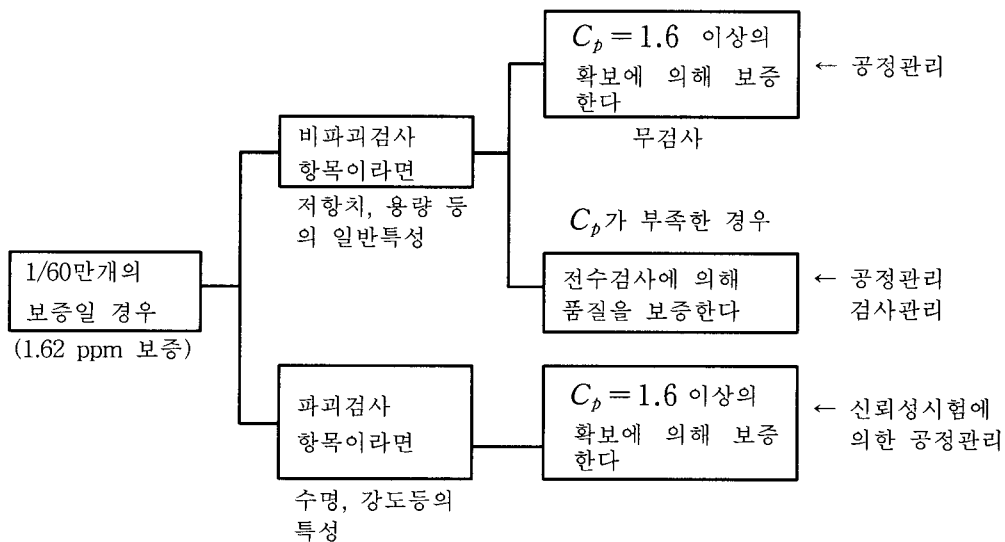 1/60만개의
보증일 경우
(1.62 ppm 보증)
비파괴검사
항목이라면
저항치, 용량 등
의 일반특성
C_p = 1.6 이상의
확보에 의해 보증
한다
무검사
← 공정관리
C_p가 부족한 경우
전수검사에 의해
품질을 보증한다
← 공정관리
검사관리
파괴검사
항목이라면
수명, 강도등의
특성
C_p = 1.6 이상의
확보에 의해 보증
한다
← 신뢰성시험에
의한 공정관리